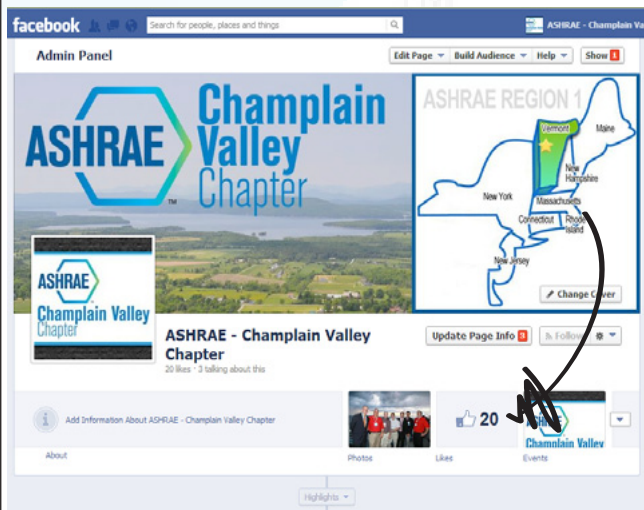 facebook
Search for people, places and things
ASHRAE - Champlain Va
Admin Panel
Edit Page
Build Audience
Help
Show 1
ASHRAE
TM
Champlain
Valley
Chapter
ASHRAE REGION 1
Vermont
Maine
New
Hampshire
New York
Massachusetts
Connecticut
Rhode
Island
New Jersey
Change Cover
ASHRAE
Champlain Valley
Chapter
ASHRAE - Champlain Valley
Chapter
20 likes · 3 talking about this
Update Page Info 3
Follow
Add Information About ASHRAE - Champlain Valley Chapter
20
Champlain Valley
About
Photos
Likes
Events
Highlights